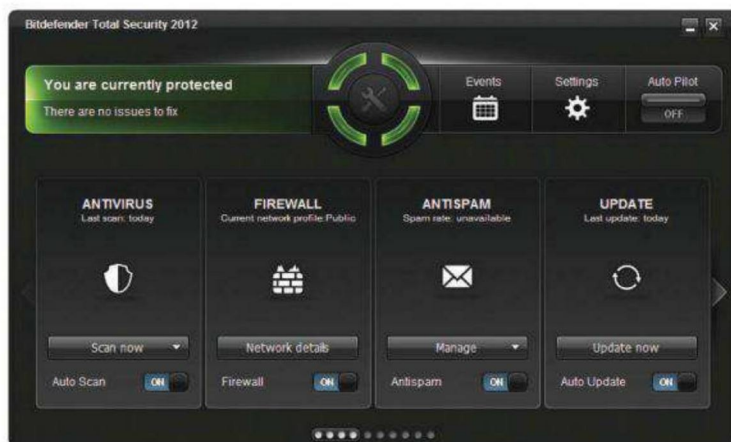 Bitdefender Total Security 2012
You are currently protected
There are no issues to fix
Events
Settings
Auto Pilot
OFF
ANTIVIRUS
Last scan: today
Scan now
Auto Scan
ON
FIREWALL
Current network profile:Public
Network details
Firewall
ON
ANTISPAM
Spam rate: unavailable
Manage
Antispam
ON
UPDATE
Last update: today
Update now
Auto Update
ON